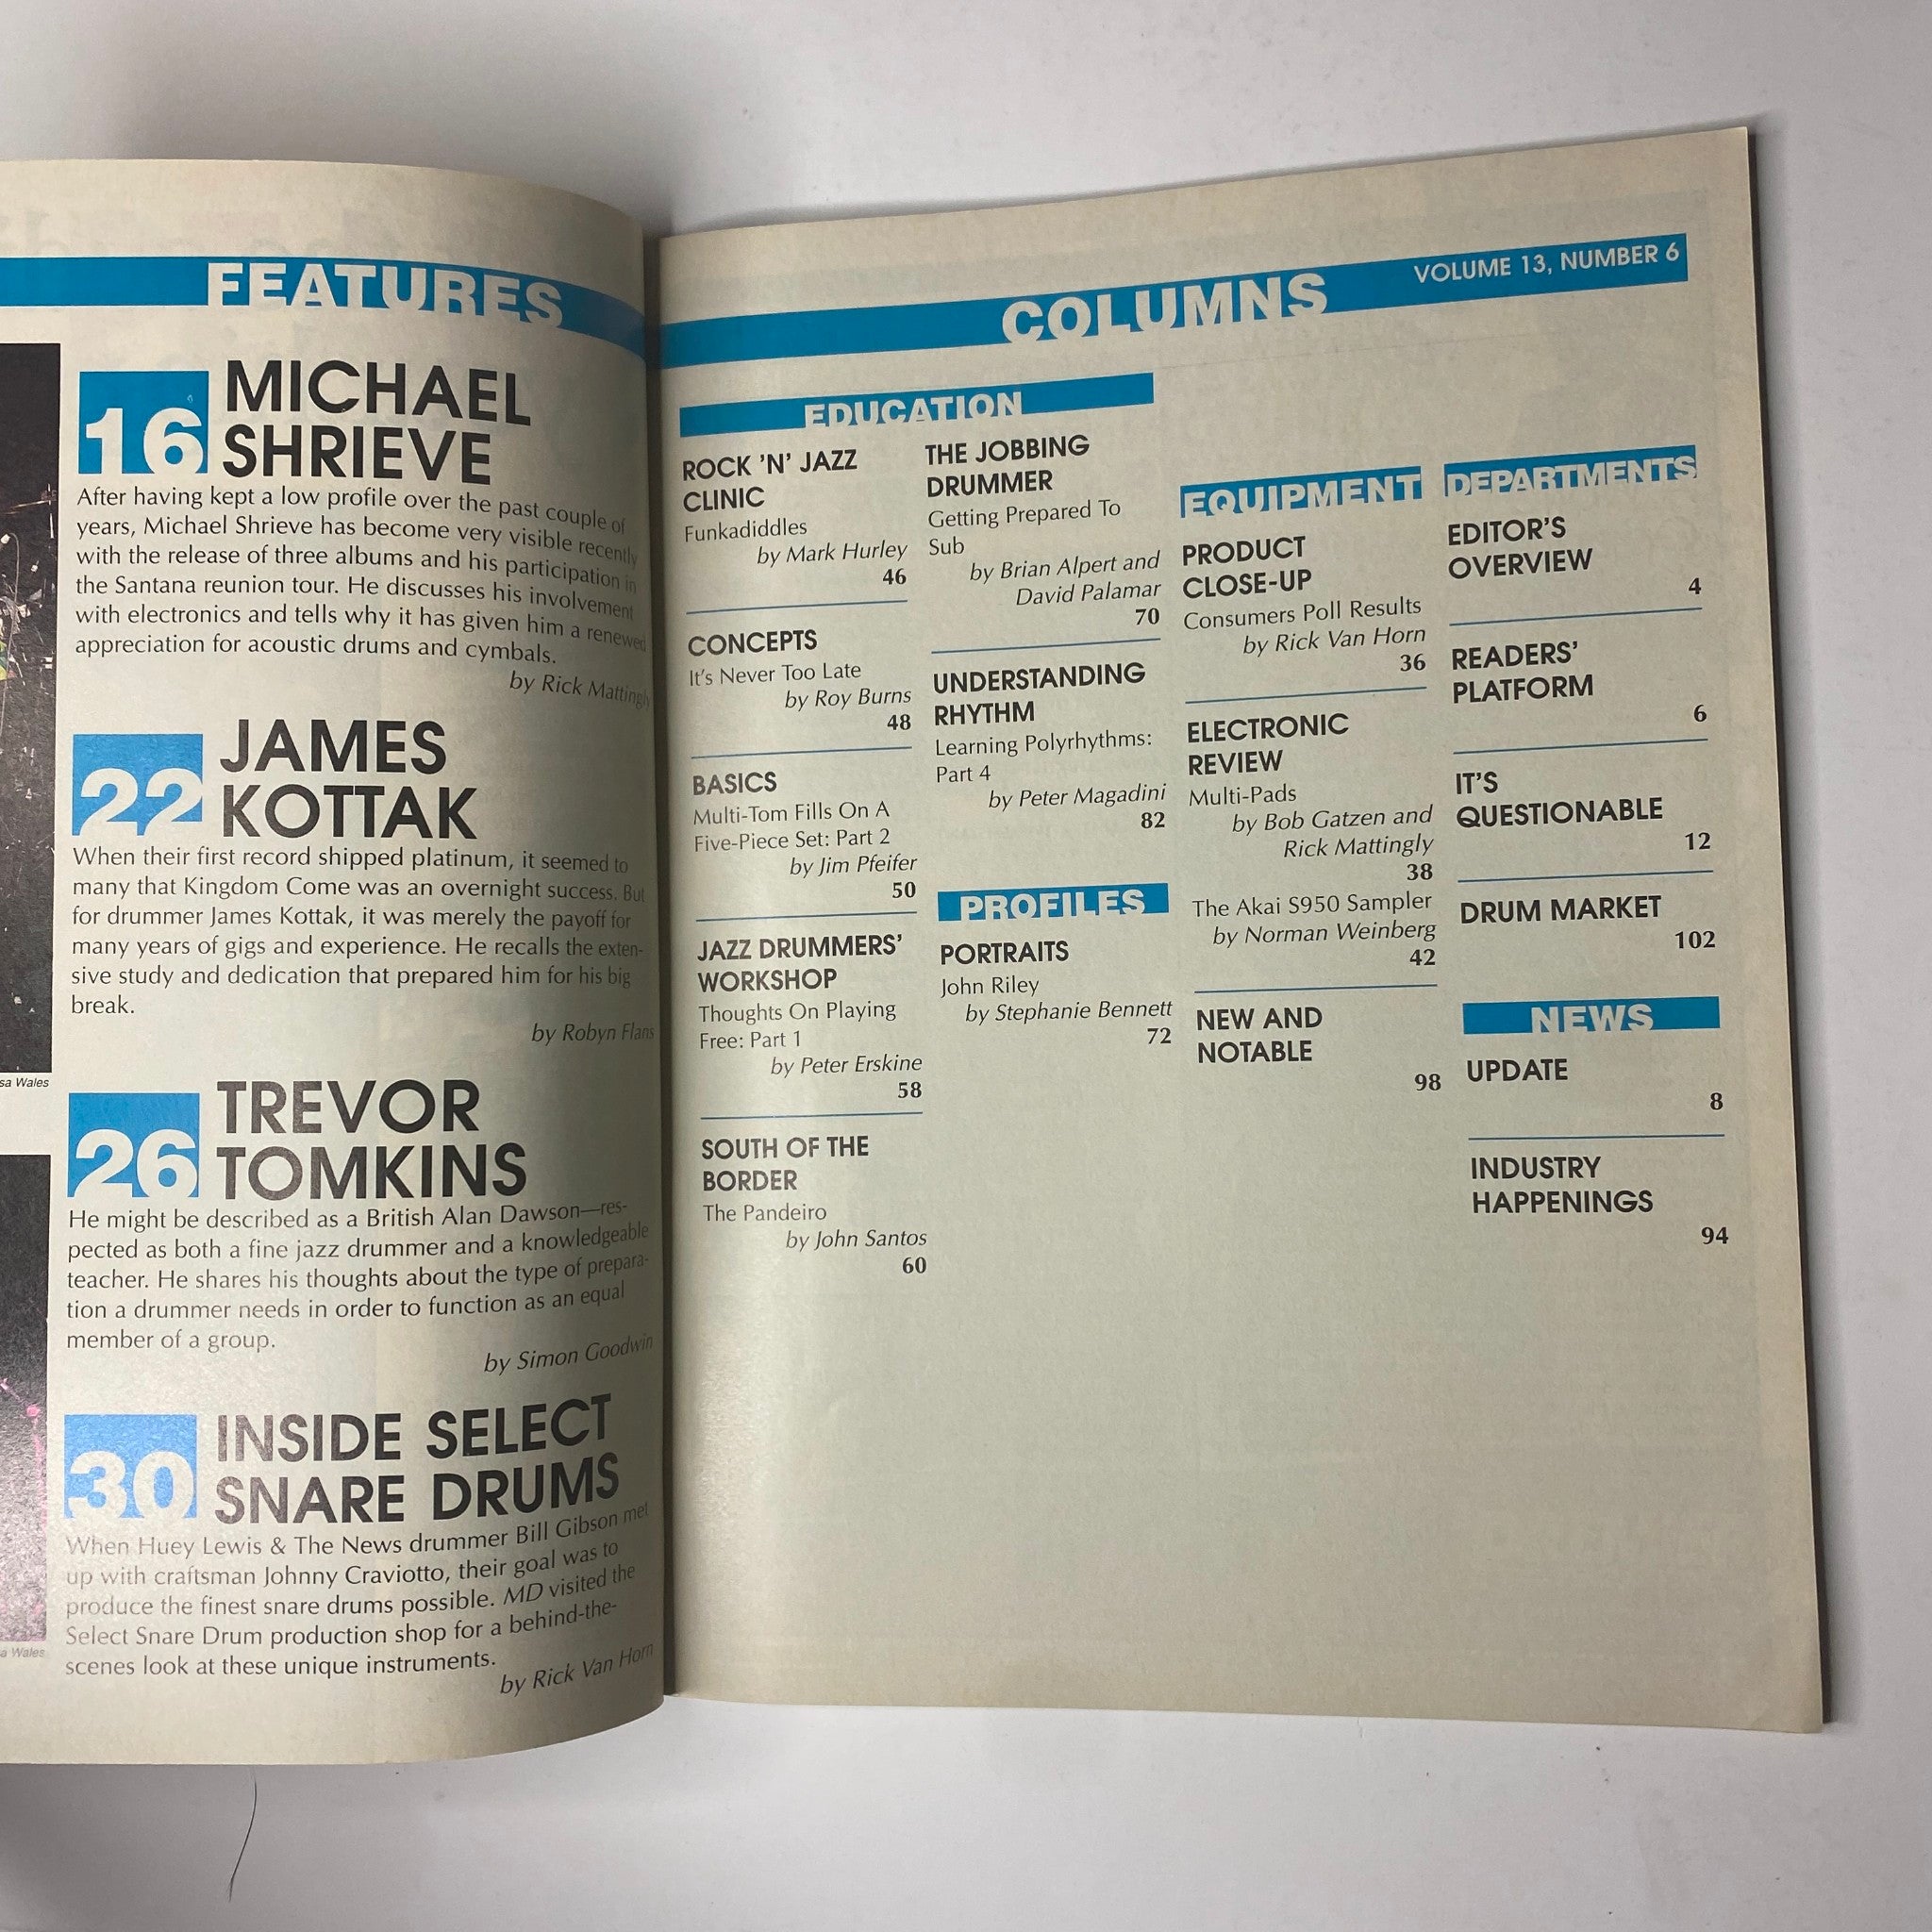 FEATURES
16
MICHAEL
SHRIEVE
After having kept a low profile over the past couple of
years, Michael Shrieve has become very visible recently
with the release of three albums and his participation in
the Santana reunion tour. He discusses his involvement
with electronics and tells why it has given him a renewed
appreciation for acoustic drums and cymbals.
by Rick Mattingly
22
JAMES
KOTTAK
When their first record shipped platinum, it seemed to
many that Kingdom Come was an overnight success. But
for drummer James Kottak, it was merely the payoff for
many years of gigs and experience. He recalls the exten-
sive study and dedication that prepared him for his big
break.
by Robyn Flans
sa Wales
26
TREVOR
TOMKINS
He might be described as a British Alan Dawson—res-
pected as both a fine jazz drummer and a knowledgeable
teacher. He shares his thoughts about the type of prepara-
tion a drummer needs in order to function as an equal
member of a group.
by Simon Goodwin
30
INSIDE SELECT
SNARE DRUMS
When Huey Lewis & The News drummer Bill Gibson met
up with craftsman Johnny Craviotto, their goal was to
produce the finest snare drums possible. MD visited the
Select Snare Drum production shop for a behind-the-
scenes look at these unique instruments.
by Rick Van Horn
a Wales
COLUMNS
VOLUME 13, NUMBER 6
EDUCATION
ROCK 'N' JAZZ
CLINIC
Funkadiddles
by Mark Hurley
46
CONCEPTS
It's Never Too Late
by Roy Burns
48
BASICS
Multi-Tom Fills On A
Five-Piece Set: Part 2
by Jim Pfeifer
50
JAZZ DRUMMERS'
WORKSHOP
Thoughts On Playing
Free: Part 1
by Peter Erskine
58
SOUTH OF THE
BORDER
The Pandeiro
by John Santos
60
THE JOBBING
DRUMMER
Getting Prepared To
Sub
by Brian Alpert and
David Palamar
70
UNDERSTANDING
RHYTHM
Learning Polyrhythms:
Part 4
by Peter Magadini
82
PROFILES
PORTRAITS
John Riley
by Stephanie Bennett
72
EQUIPMENT
PRODUCT
CLOSE-UP
Consumers Poll Results
by Rick Van Horn
36
ELECTRONIC
REVIEW
Multi-Pads
by Bob Gatzen and
Rick Mattingly
38
The Akai S950 Sampler
by Norman Weinberg
42
NEW AND
NOTABLE
98
DEPARTMENTS
EDITOR'S
OVERVIEW
4
READERS'
PLATFORM
6
IT'S
QUESTIONABLE
12
DRUM MARKET
102
NEWS
UPDATE
8
INDUSTRY
HAPPENINGS
94